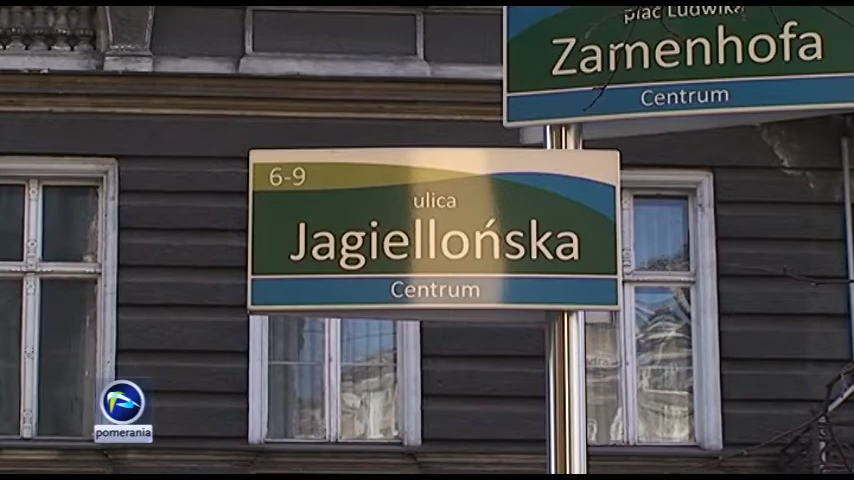 plac Ludwika
Zamenhofa
Centrum
6-9
ulica
Jagiellońska
Centrum
pomerania